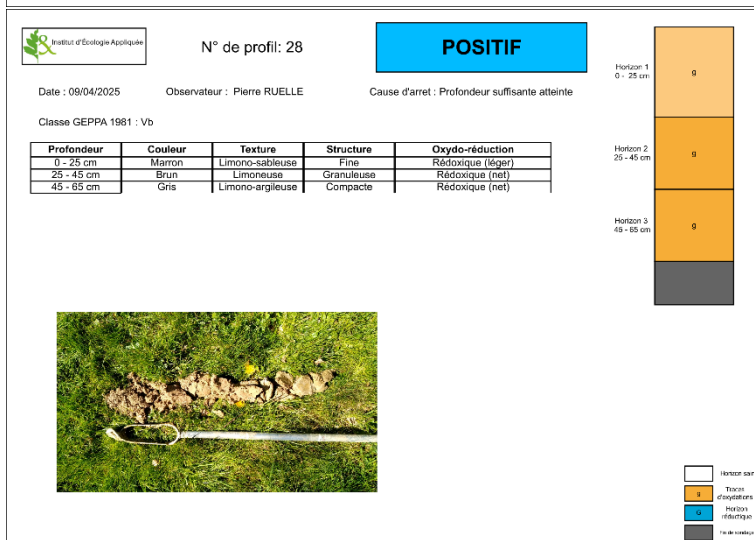 Institut d'Écologie Appliquée
N° de profil: 28
POSITIF
Date : 09/04/2025 Observateur : Pierre RUELLE Cause d'arret : Profondeur suffisante atteinte
Classe GEPPA 1981 : Vb
Profondeur Couleur Texture Structure Oxydo-réduction
0 - 25 cm Marron Limono-sableuse Fine Rédoxique (léger)
25 - 45 cm Brun Limoneuse Granuleuse Rédoxique (net)
45 - 65 cm Gris Limono-argileuse Compacte Rédoxique (net)
Horizon 1
0 - 25 cm
g
Horizon 2
25 - 45 cm
g
Horizon 3
45 - 65 cm
g
Horizon sain
g Traces
d'oxydations
G Horizon
réductique
Fin de sondage